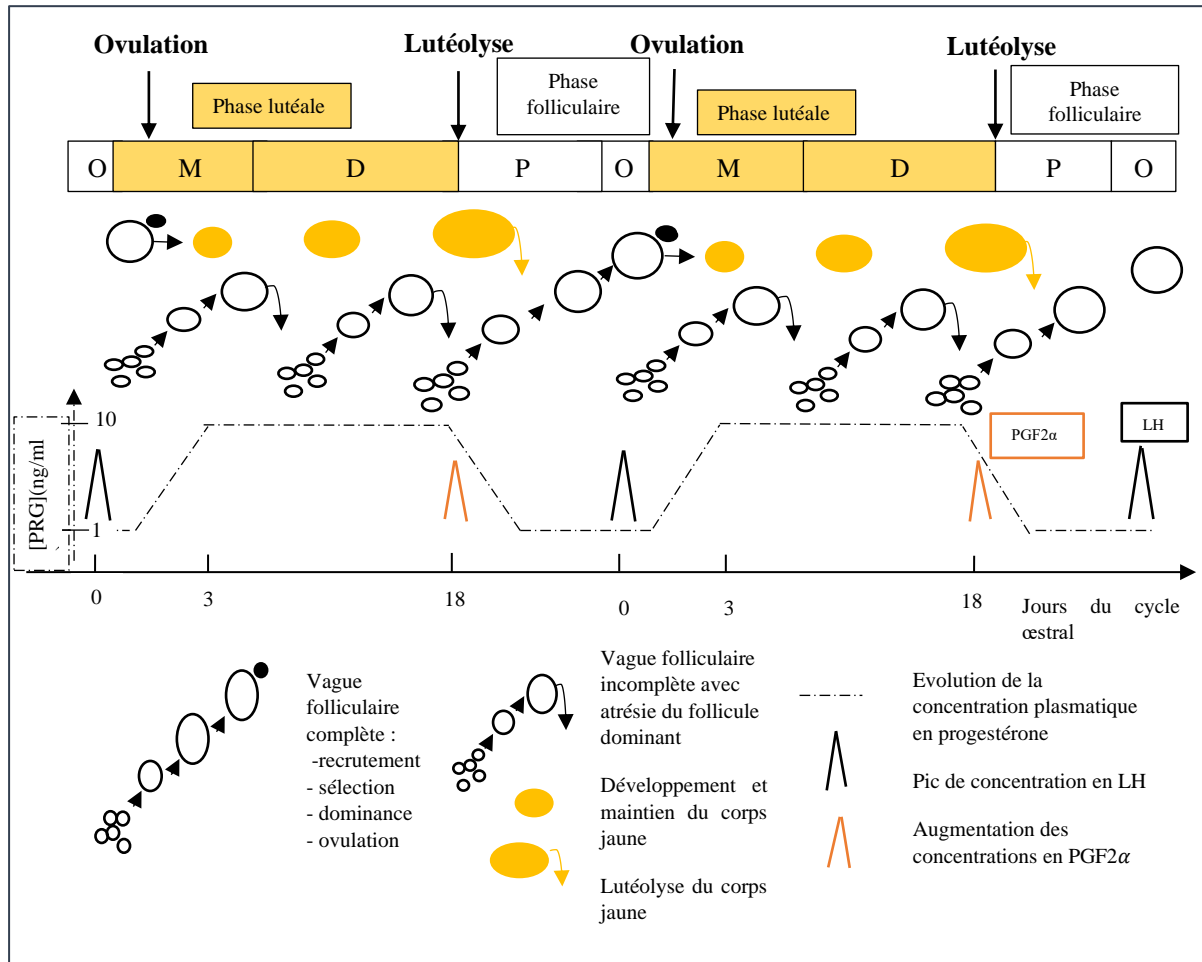 Ovulation
Lutéolyse
Ovulation
Lutéolyse
Phase lutéale
Phase
folliculaire
Phase lutéale
Phase
folliculaire
O
M
D
P
O
M
D
P
O
[PRG](ng/ml
10
1
PGF2α
LH
0
3
18
0
3
18
Jours du cycle
œstral
Vague
folliculaire
complète :
-recrutement
- sélection
- dominance
- ovulation
Vague folliculaire
incomplète avec
atrésie du follicule
dominant
Développement et
maintien du corps
jaune
Lutéolyse du corps
jaune
Evolution de la
concentration plasmatique
en progestérone
Pic de concentration en LH
Augmentation des
concentrations en PGF2α